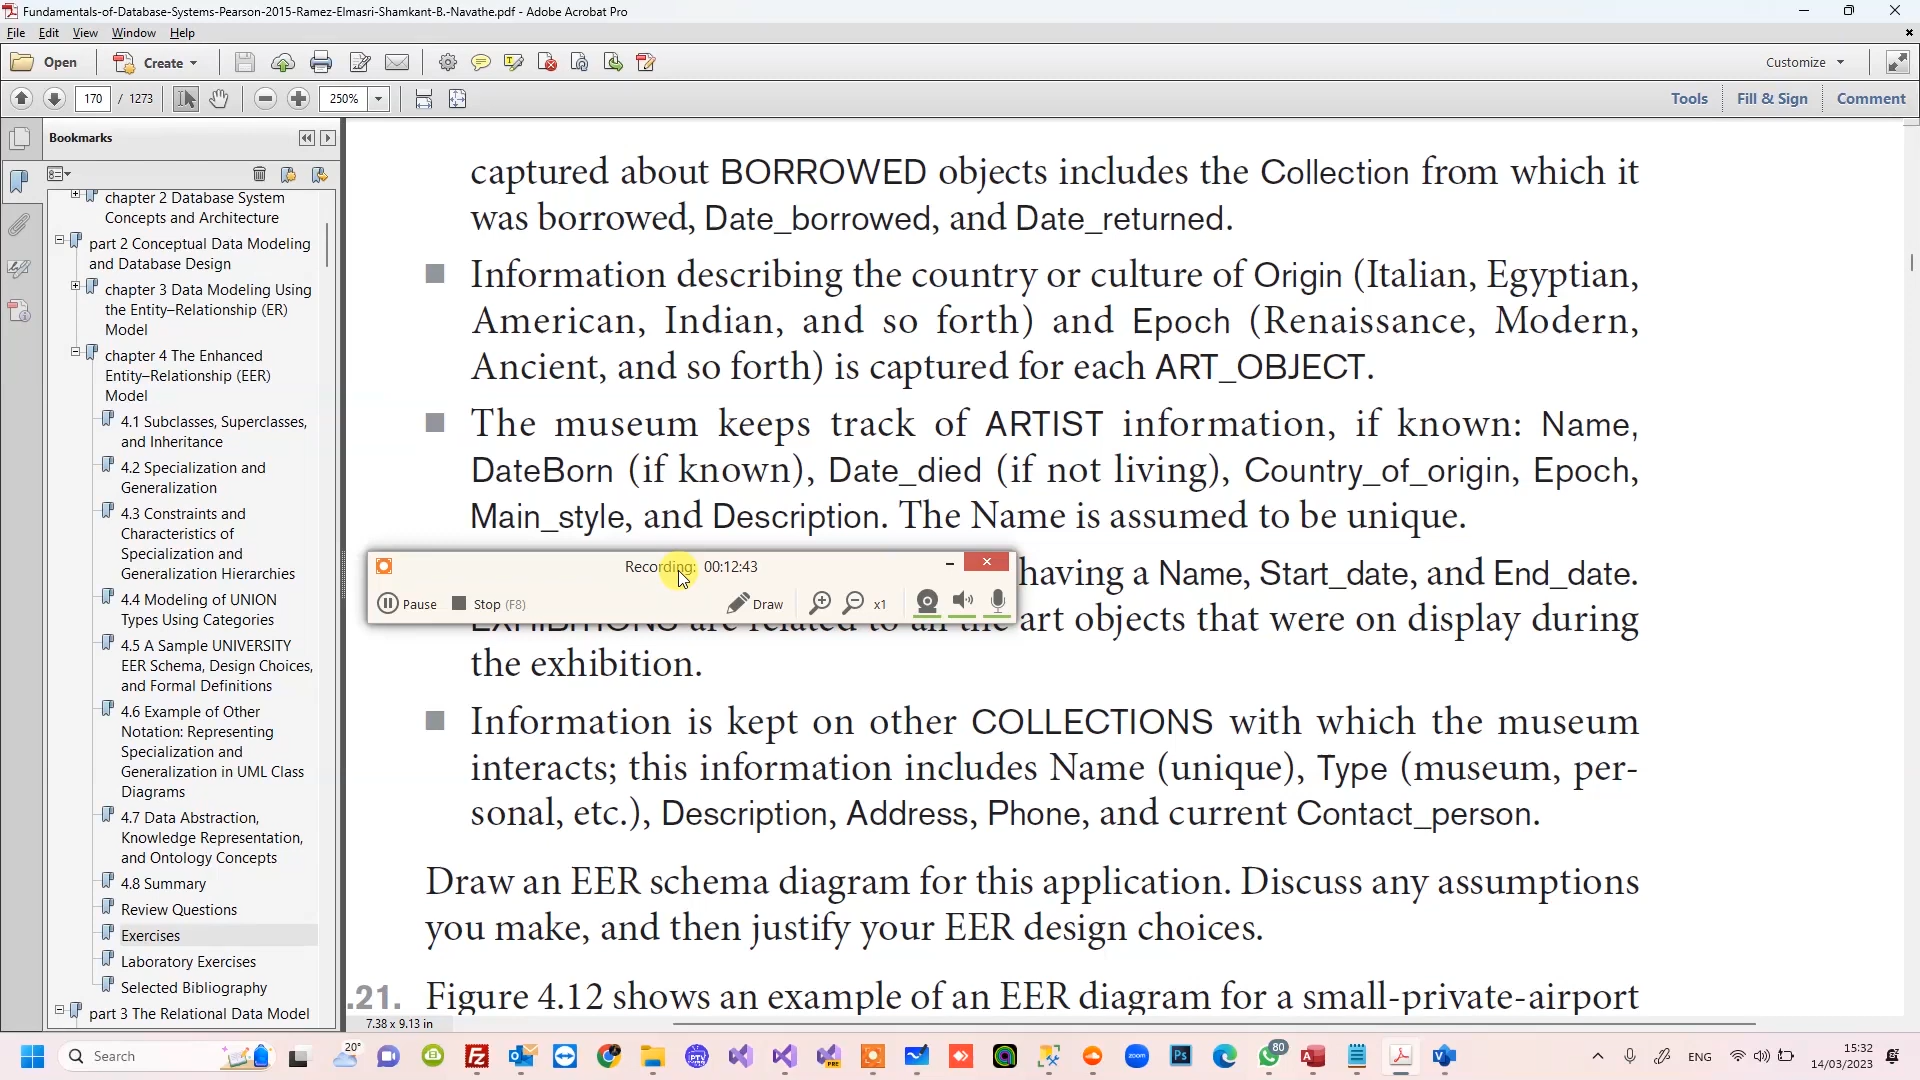 Fundamentals-of-Database-Systems-Pearson-2015-Ramez-Elmasri-Shamkant-B.-Navathe.pdf - Adobe Acrobat Pro
File Edit View Window Help
Open Create Customize
170 / 1273 250% Tools Fill & Sign Comment
Bookmarks
chapter 2 Database System
Concepts and Architecture
part 2 Conceptual Data Modeling
and Database Design
chapter 3 Data Modeling Using
the Entity–Relationship (ER)
Model
chapter 4 The Enhanced
Entity–Relationship (EER)
Model
4.1 Subclasses, Superclasses,
and Inheritance
4.2 Specialization and
Generalization
4.3 Constraints and
Characteristics of
Specialization and
Generalization Hierarchies
4.4 Modeling of UNION
Types Using Categories
4.5 A Sample UNIVERSITY
EER Schema, Design Choices,
and Formal Definitions
4.6 Example of Other
Notation: Representing
Specialization and
Generalization in UML Class
Diagrams
4.7 Data Abstraction,
Knowledge Representation,
and Ontology Concepts
4.8 Summary
Review Questions
Exercises
Laboratory Exercises
Selected Bibliography
part 3 The Relational Data Model
captured about BORROWED objects includes the Collection from which it
was borrowed, Date_borrowed, and Date_returned.
Information describing the country or culture of Origin (Italian, Egyptian,
American, Indian, and so forth) and Epoch (Renaissance, Modern,
Ancient, and so forth) is captured for each ART_OBJECT.
The museum keeps track of ARTIST information, if known: Name,
DateBorn (if known), Date_died (if not living), Country_of_origin, Epoch,
Main_style, and Description. The Name is assumed to be unique.
having a Name, Start_date, and End_date.
EXHIBITIONS are related to all the art objects that were on display during
the exhibition.
Recording: 00:12:43
Pause Stop (F8) Draw x1
Information is kept on other COLLECTIONS with which the museum
interacts; this information includes Name (unique), Type (museum, per-
sonal, etc.), Description, Address, Phone, and current Contact_person.
Draw an EER schema diagram for this application. Discuss any assumptions
you make, and then justify your EER design choices.
.21. Figure 4.12 shows an example of an EER diagram for a small-private-airport
7.38 x 9.13 in
Search 20° IPTV PRE zoom Ps 80 ENG 15:32
14/03/2023